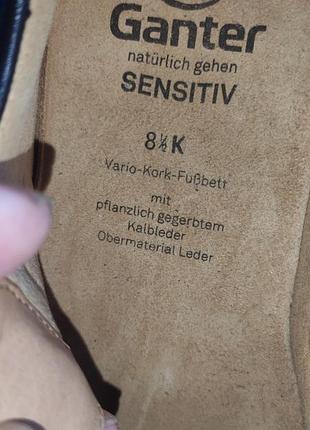 Ganter
natürlich gehen
SENSITIV
8½K
Vario-Kork-Fußbett
mit
pflanzlich gegerbtem
Kalbleder
Obermaterial Leder